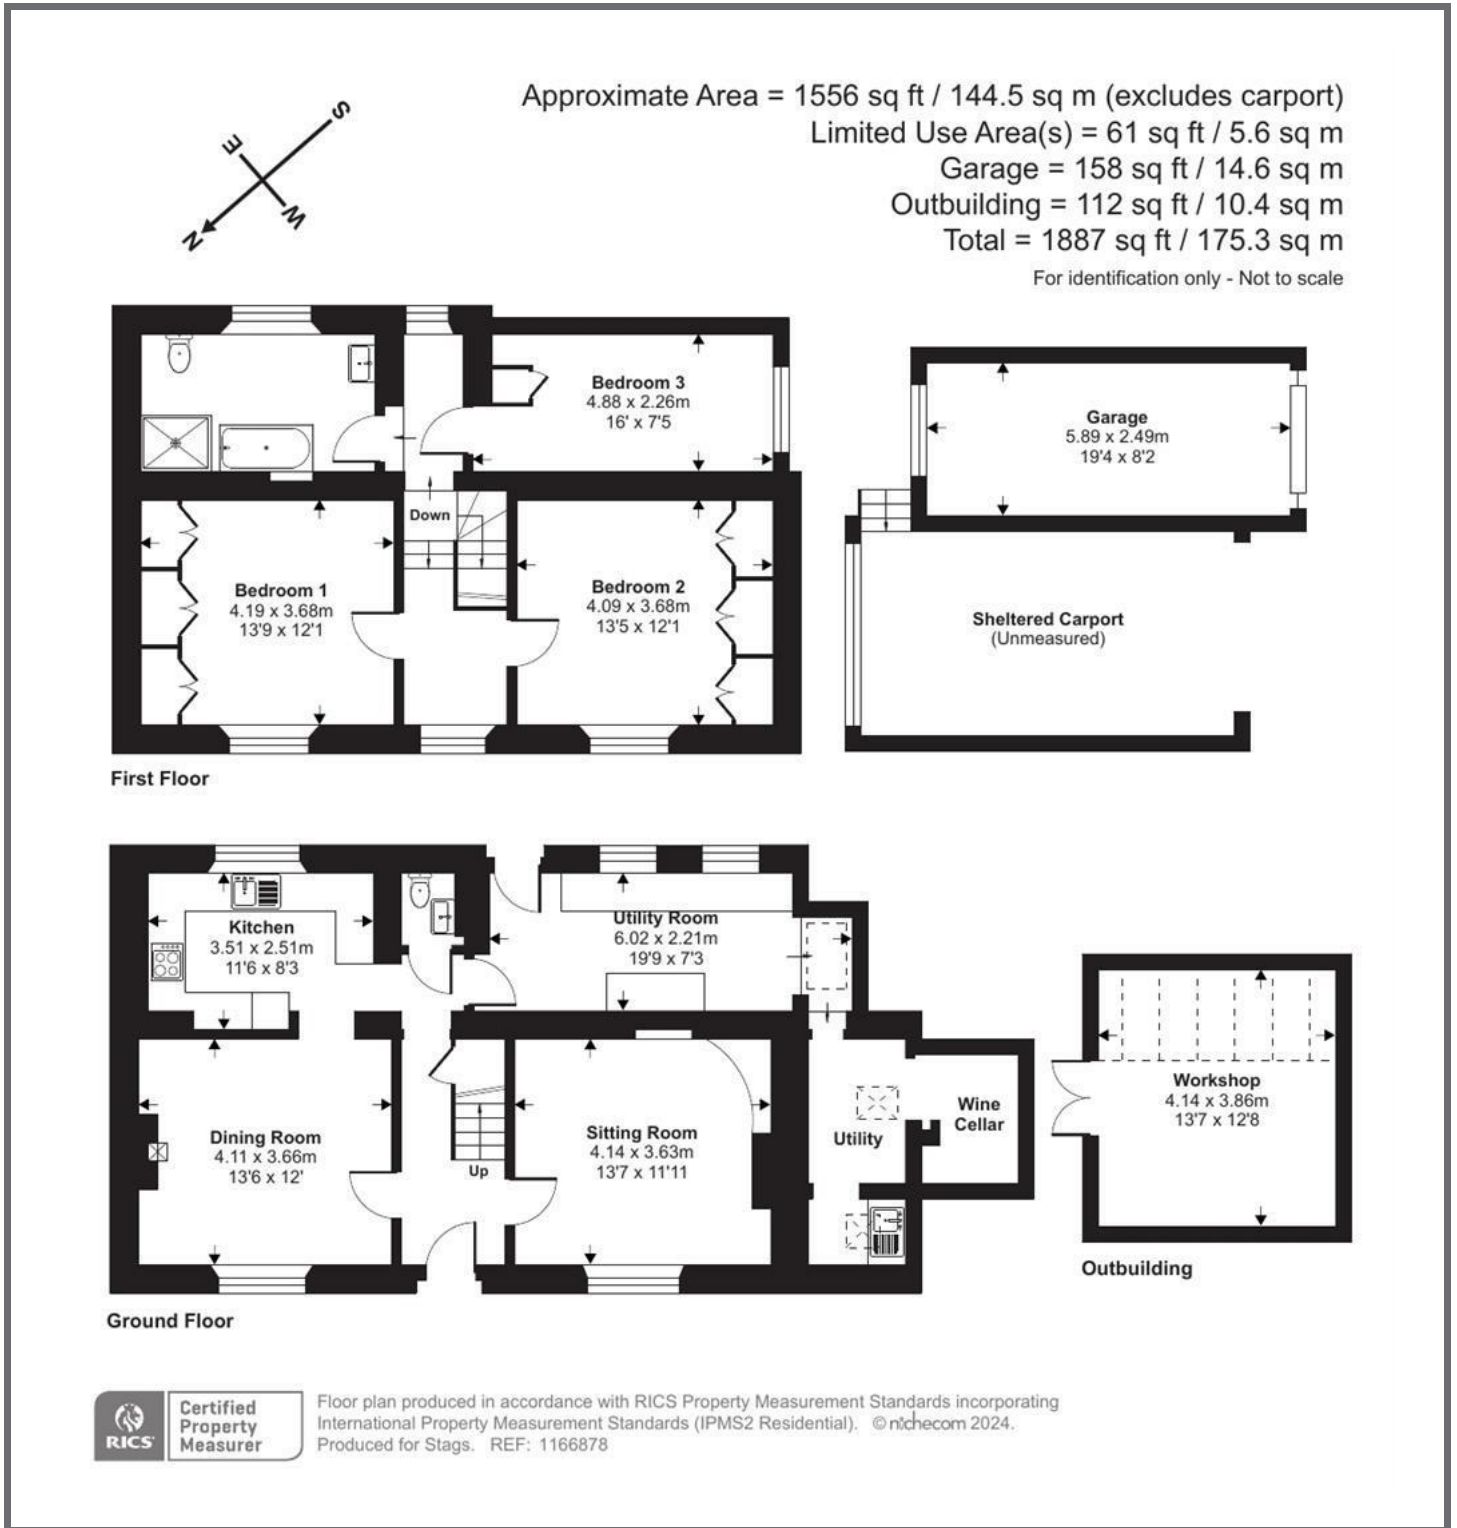 Approximate Area = 1556 sq ft / 144.5 sq m (excludes carport)
Limited Use Area(s) = 61 sq ft / 5.6 sq m
Garage = 158 sq ft / 14.6 sq m
Outbuilding = 112 sq ft / 10.4 sq m
Total = 1887 sq ft / 175.3 sq m
For identification only - Not to scale
S
E
W
N
Bedroom 3
4.88 x 2.26m
16' x 7'5
Garage
5.89 x 2.49m
19'4 x 8'2
Down
Bedroom 1
4.19 x 3.68m
13'9 x 12'1
Bedroom 2
4.09 x 3.68m
13'5 x 12'1
Sheltered Carport
(Unmeasured)
First Floor
Kitchen
3.51 x 2.51m
11'6 x 8'3
Utility Room
6.02 x 2.21m
19'9 x 7'3
Dining Room
4.11 x 3.66m
13'6 x 12'
Up
Sitting Room
4.14 x 3.63m
13'7 x 11'11
Utility
Wine
Cellar
Workshop
4.14 x 3.86m
13'7 x 12'8
Outbuilding
Ground Floor
RICS
Certified
Property
Measurer
Floor plan produced in accordance with RICS Property Measurement Standards incorporating
International Property Measurement Standards (IPMS2 Residential). © nichecom 2024.
Produced for Stags. REF: 1166878